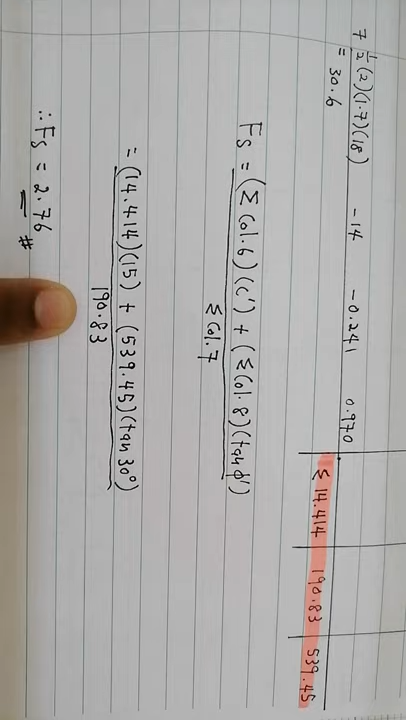 7 ½(2)(1.7)(18) -14 -0.241 0.970
= 30.6
Σ 14.414 190.83 539.45
Fs = (Σ Col.6)(c') + (Σ Col.8)(tan φ')
Σ Col.7
= (14.414)(15) + (539.45)(tan 30°)
190.83
∴ Fs = 2.76 #